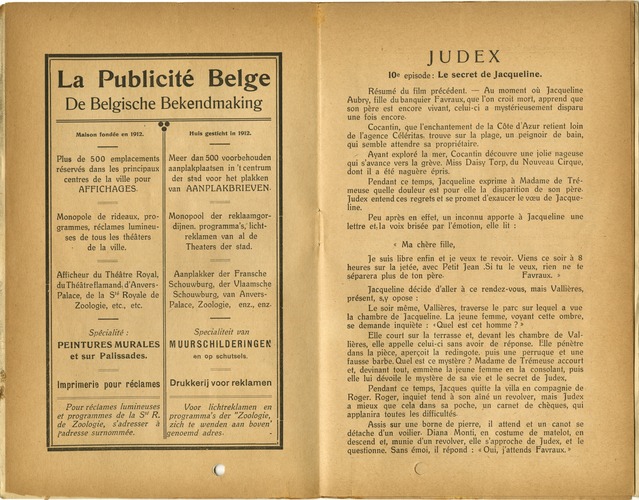 La Publicité Belge
De Belgische Bekendmaking
Maison fondée en 1912.
Plus de 500 emplacements
réservés dans les principaux
centres de la ville pour
AFFICHAGES.
Monopole de rideaux, pro-
grammes, réclames lumineu-
ses de tous les théâters
de la ville.
Afficheur du Théâtre Royal,
du Théâtre flamand, d'Anvers-
Palace, de la Sté Royale de
Zoologie, etc., etc.
Spécialité :
PEINTURES MURALES
et sur Palissades.
Imprimerie pour réclames
Pour réclames lumineuses
et programmes de la Sté R.
de Zoologie, s'adresser à
l'adresse surnommée.
Huis gesticht in 1912.
Meer dan 500 voorbehouden
aanplakplaatsen in 't centrum
der stad voor het plakken
van AANPLAKBRIEVEN.
Monopool der reklaamgor-
dijnen, programma's, licht-
reklamen van al de
Theaters der stad.
Aanplakker der Fransche
Schouwburg, der Vlaamsche
Schouwburg, van Anvers-
Palace, Zoologie, enz., enz.
Specialiteit van
MUURSCHILDERINGEN
en op schutsels.
Drukkerij voor reklamen
Voor lichtreklamen en
programma's der "Zoologie,
zich te wenden aan boven
genoemd adres.
JUDEX
10e episode: Le secret de Jacqueline.
Résumé du film précédent. — Au moment où Jacqueline
Aubry, fille du banquier Favraux, que l'on croit mort, apprend que
son père est encore vivant, celui-ci a mystérieusement disparu
une fois encore.
Cocantin, que l'enchantement de la Côte d'Azur retient loin
de l'agence Céléritas, trouve sur la plage, un peignoir de bain,
qui semble attendre sa propriétaire.
Ayant exploré la mer, Cocantin découvre une jolie nageuse
qui s'avance vers la grève. Miss Daisy Torp, du Nouveau Cirque,
dont il a été naguère épris.
Pendant ce temps, Jacqueline exprime à Madame de Tré-
meuse quelle douleur est pour elle la disparition de son père.
Judex entend ces regrets et se promet d'exaucer le vœu de Jacque-
line.
Peu après en effet, un inconnu apporte à Jacqueline une
lettre et, la voix brisée par l'émotion, elle lit :
« Ma chère fille,
Je suis libre enfin et je veux te revoir. Viens ce soir à 8
heures sur la jetée, avec Petit Jean. Si tu le veux, rien ne te
séparera plus de ton père. Favraux. »
Jacqueline décide d'aller à ce rendez-vous, mais Vallières,
présent, s'y opose :
Le soir même, Vallières, traverse le parc sur lequel a vue
la chambre de Jacqueline. La jeune femme, voyant cette ombre,
se demande inquiète : «Quel est cet homme ? »
Elle court sur la terrasse et, devant les chambre de Val-
lières, elle appelle celui-ci sans avoir de réponse. Elle pénètre
dans la pièce, aperçoit la redingote, puis une perruque et une
fausse barbe. Quel est ce mystère ? Madame de Trémeuse accourt
et, devinant tout, emmène la jeune femme en la consolant, puis
elle lui dévoile le mystère de sa vie et le secret de Judex,
Pendant ce temps, Jacques quitte la villa en compagnie de
Roger. Roger, inquiet tend à son aîné un revolver, mais Judex
a mieux que cela dans sa poche, un carnet de chèques, qui
applanira toutes les difficultés.
Assis sur une borne de pierre, il attend et un canot se
détache d'un voilier. Diana Monti, en costume de matelot, en
descend et, munie d'un revolver, elle s'approche de Judex, et le
questionne. Sans émoi, il répond : « Oui, j'attends Favraux.»